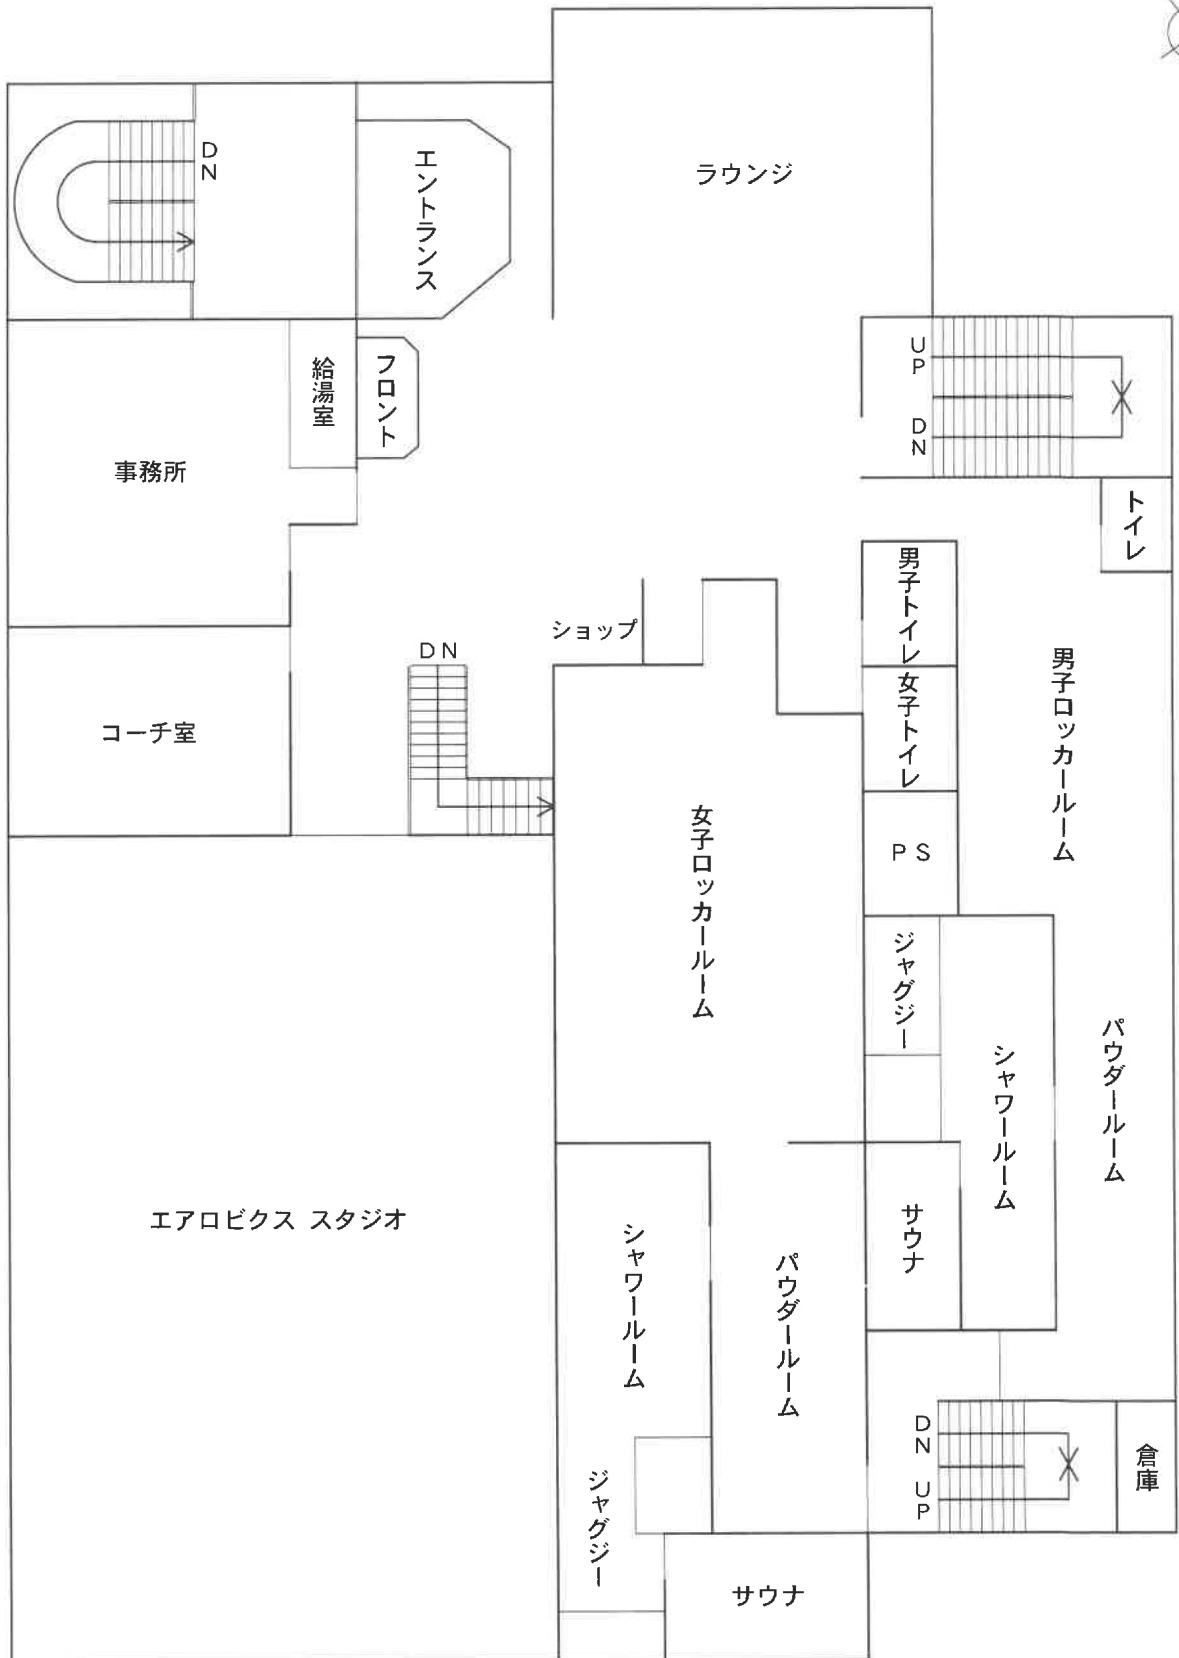 ラウンジ
DN
エントランス
UP
DN
給湯室
フロント
事務所
トイレ
男子トイレ
ショップ
DN
女子トイレ
男子ロッカールーム
コーチ室
女子ロッカールーム
PS
ジャグジー
シャワールーム
パウダールーム
エアロビクス スタジオ
サウナ
シャワールーム
パウダールーム
DN
UP
倉庫
ジャグジー
サウナ